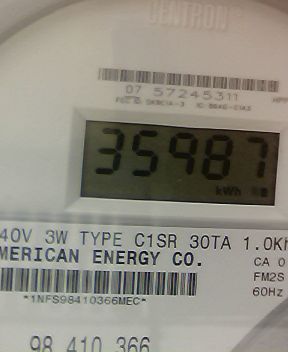 CENTRON
07 57245311
35987
kWh
40V 3W TYPE C1SR 30TA 1.0Kh
MERICAN ENERGY CO.
CA 0
FM2S
60Hz
*1NFS98410366MEC*
98 410 366